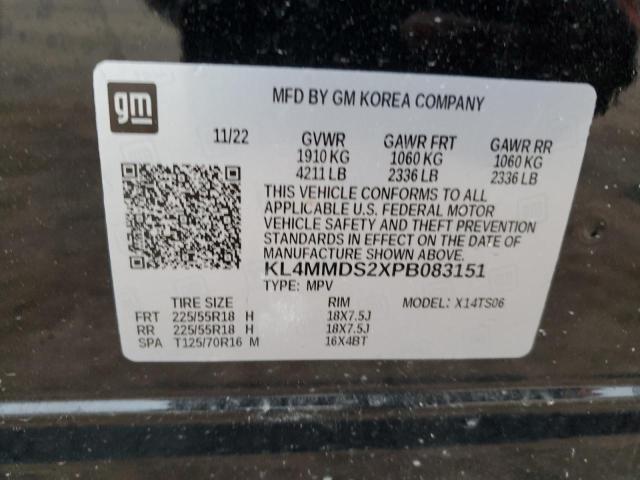 gm
MFD BY GM KOREA COMPANY
11/22 GVWR GAWR FRT GAWR RR
1910 KG 1060 KG 1060 KG
4211 LB 2336 LB 2336 LB
THIS VEHICLE CONFORMS TO ALL
APPLICABLE U.S. FEDERAL MOTOR
VEHICLE SAFETY AND THEFT PREVENTION
STANDARDS IN EFFECT ON THE DATE OF
MANUFACTURE SHOWN ABOVE.
KL4MMDS2XPB083151
TYPE: MPV
TIRE SIZE RIM MODEL: X14TS06
FRT 225/55R18 H 18X7.5J
RR 225/55R18 H 18X7.5J
SPA T125/70R16 M 16X4BT